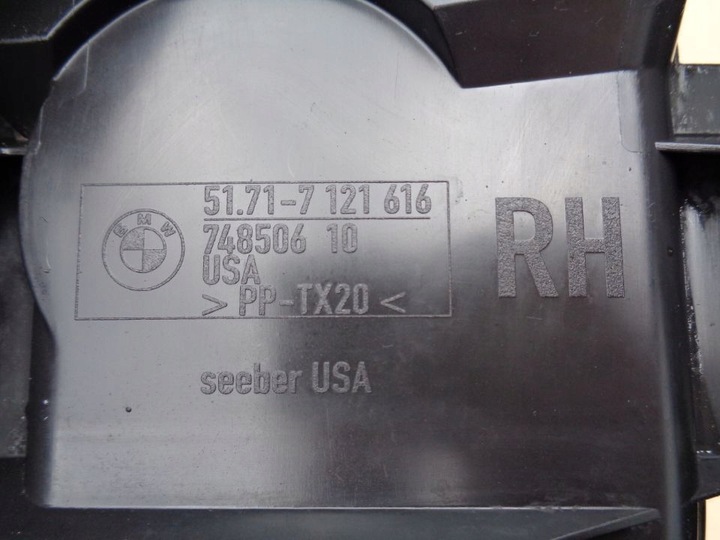 51.71-7 121 616
BMW
748506 10
USA
>PP-TX20<
RH
seeber USA